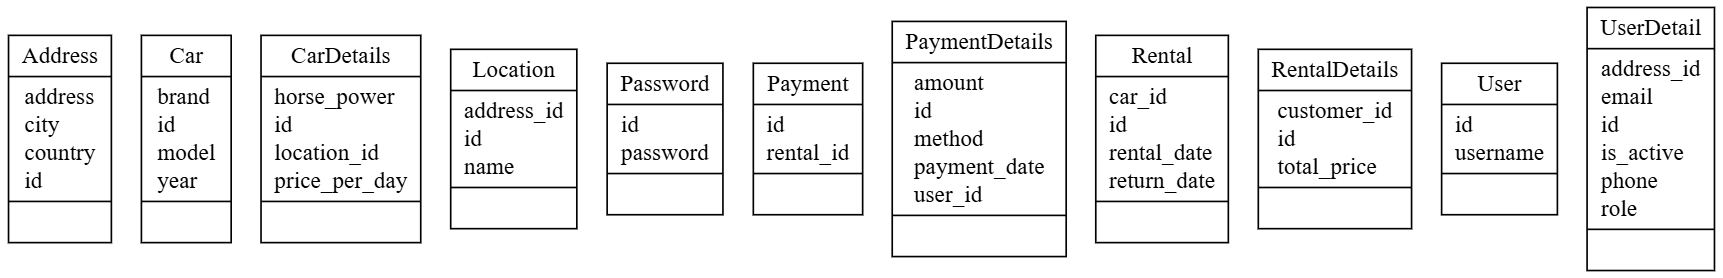 Address
address
city
country
id
Car
brand
id
model
year
CarDetails
horse_power
id
location_id
price_per_day
Location
address_id
id
name
Password
id
password
Payment
id
rental_id
PaymentDetails
amount
id
method
payment_date
user_id
Rental
car_id
id
rental_date
return_date
RentalDetails
customer_id
id
total_price
User
id
username
UserDetail
address_id
email
id
is_active
phone
role